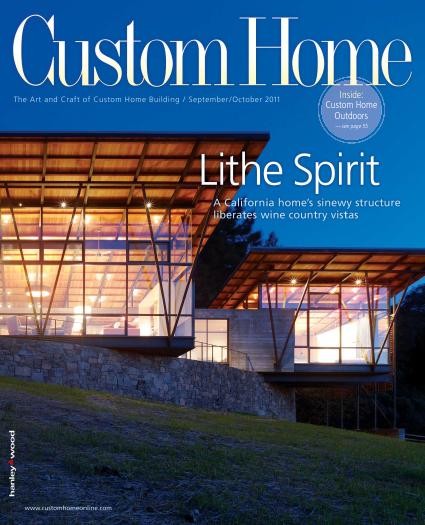 Custom Home
The Art and Craft of Custom Home Building / September/October 2011
Inside:
Custom Home
Outdoors
— see page 55
Lithe Spirit
A California home's sinewy structure
liberates wine country vistas
hanley wood
www.customhomeonline.com